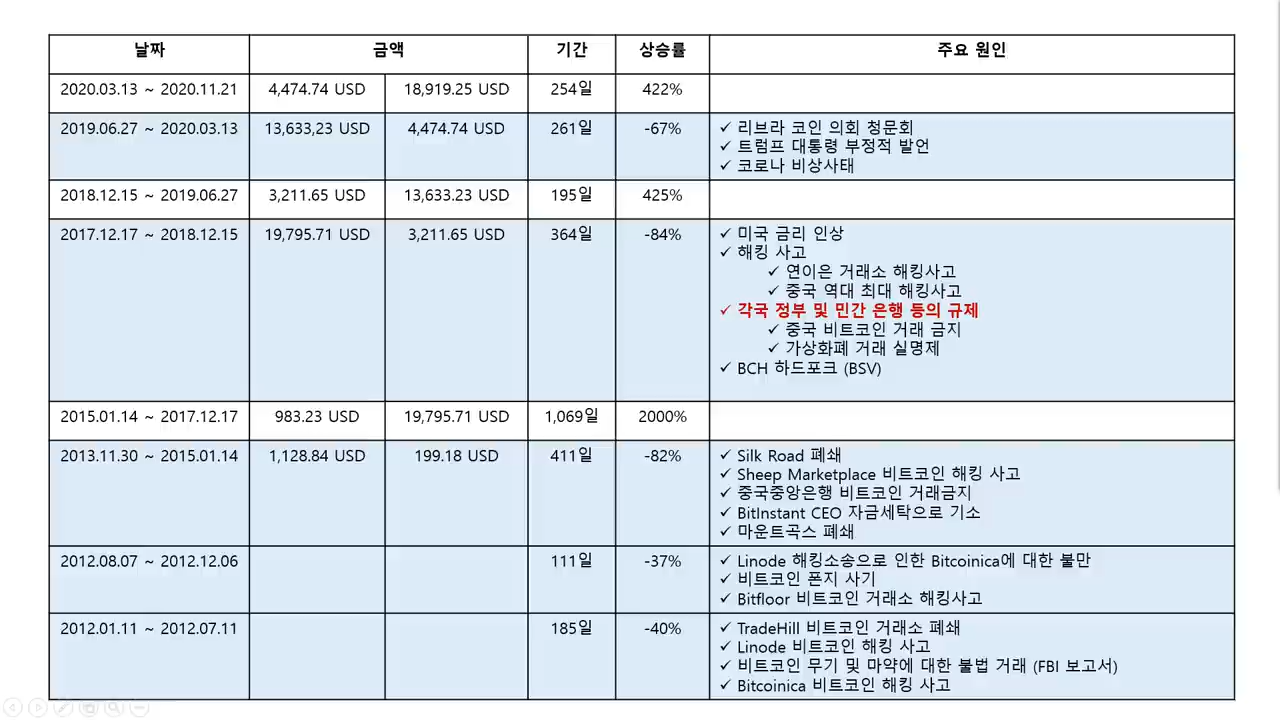 날짜 금액 기간 상승률 주요 원인
2020.03.13 ~ 2020.11.21 4,474.74 USD 18,919.25 USD 254일 422%
2019.06.27 ~ 2020.03.13 13,633,23 USD 4,474.74 USD 261일 -67% ✓ 리브라 코인 의회 청문회
✓ 트럼프 대통령 부정적 발언
✓ 코로나 비상사태
2018.12.15 ~ 2019.06.27 3,211.65 USD 13,633.23 USD 195일 425%
2017.12.17 ~ 2018.12.15 19,795.71 USD 3,211.65 USD 364일 -84% ✓ 미국 금리 인상
✓ 해킹 사고
✓ 연이은 거래소 해킹사고
✓ 중국 역대 최대 해킹사고
✓ 각국 정부 및 민간 은행 등의 규제
✓ 중국 비트코인 거래 금지
✓ 가상화폐 거래 실명제
✓ BCH 하드포크 (BSV)
2015.01.14 ~ 2017.12.17 983.23 USD 19,795.71 USD 1,069일 2000%
2013.11.30 ~ 2015.01.14 1,128.84 USD 199.18 USD 411일 -82% ✓ Silk Road 폐쇄
✓ Sheep Marketplace 비트코인 해킹 사고
✓ 중국중앙은행 비트코인 거래금지
✓ BitInstant CEO 자금세탁으로 기소
✓ 마운트곡스 폐쇄
2012.08.07 ~ 2012.12.06 111일 -37% ✓ Linode 해킹소송으로 인한 Bitcoinica에 대한 불만
✓ 비트코인 폰지 사기
✓ Bitfloor 비트코인 거래소 해킹사고
2012.01.11 ~ 2012.07.11 185일 -40% ✓ TradeHill 비트코인 거래소 폐쇄
✓ Linode 비트코인 해킹 사고
✓ 비트코인 무기 및 마약에 대한 불법 거래 (FBI 보고서)
✓ Bitcoinica 비트코인 해킹 사고